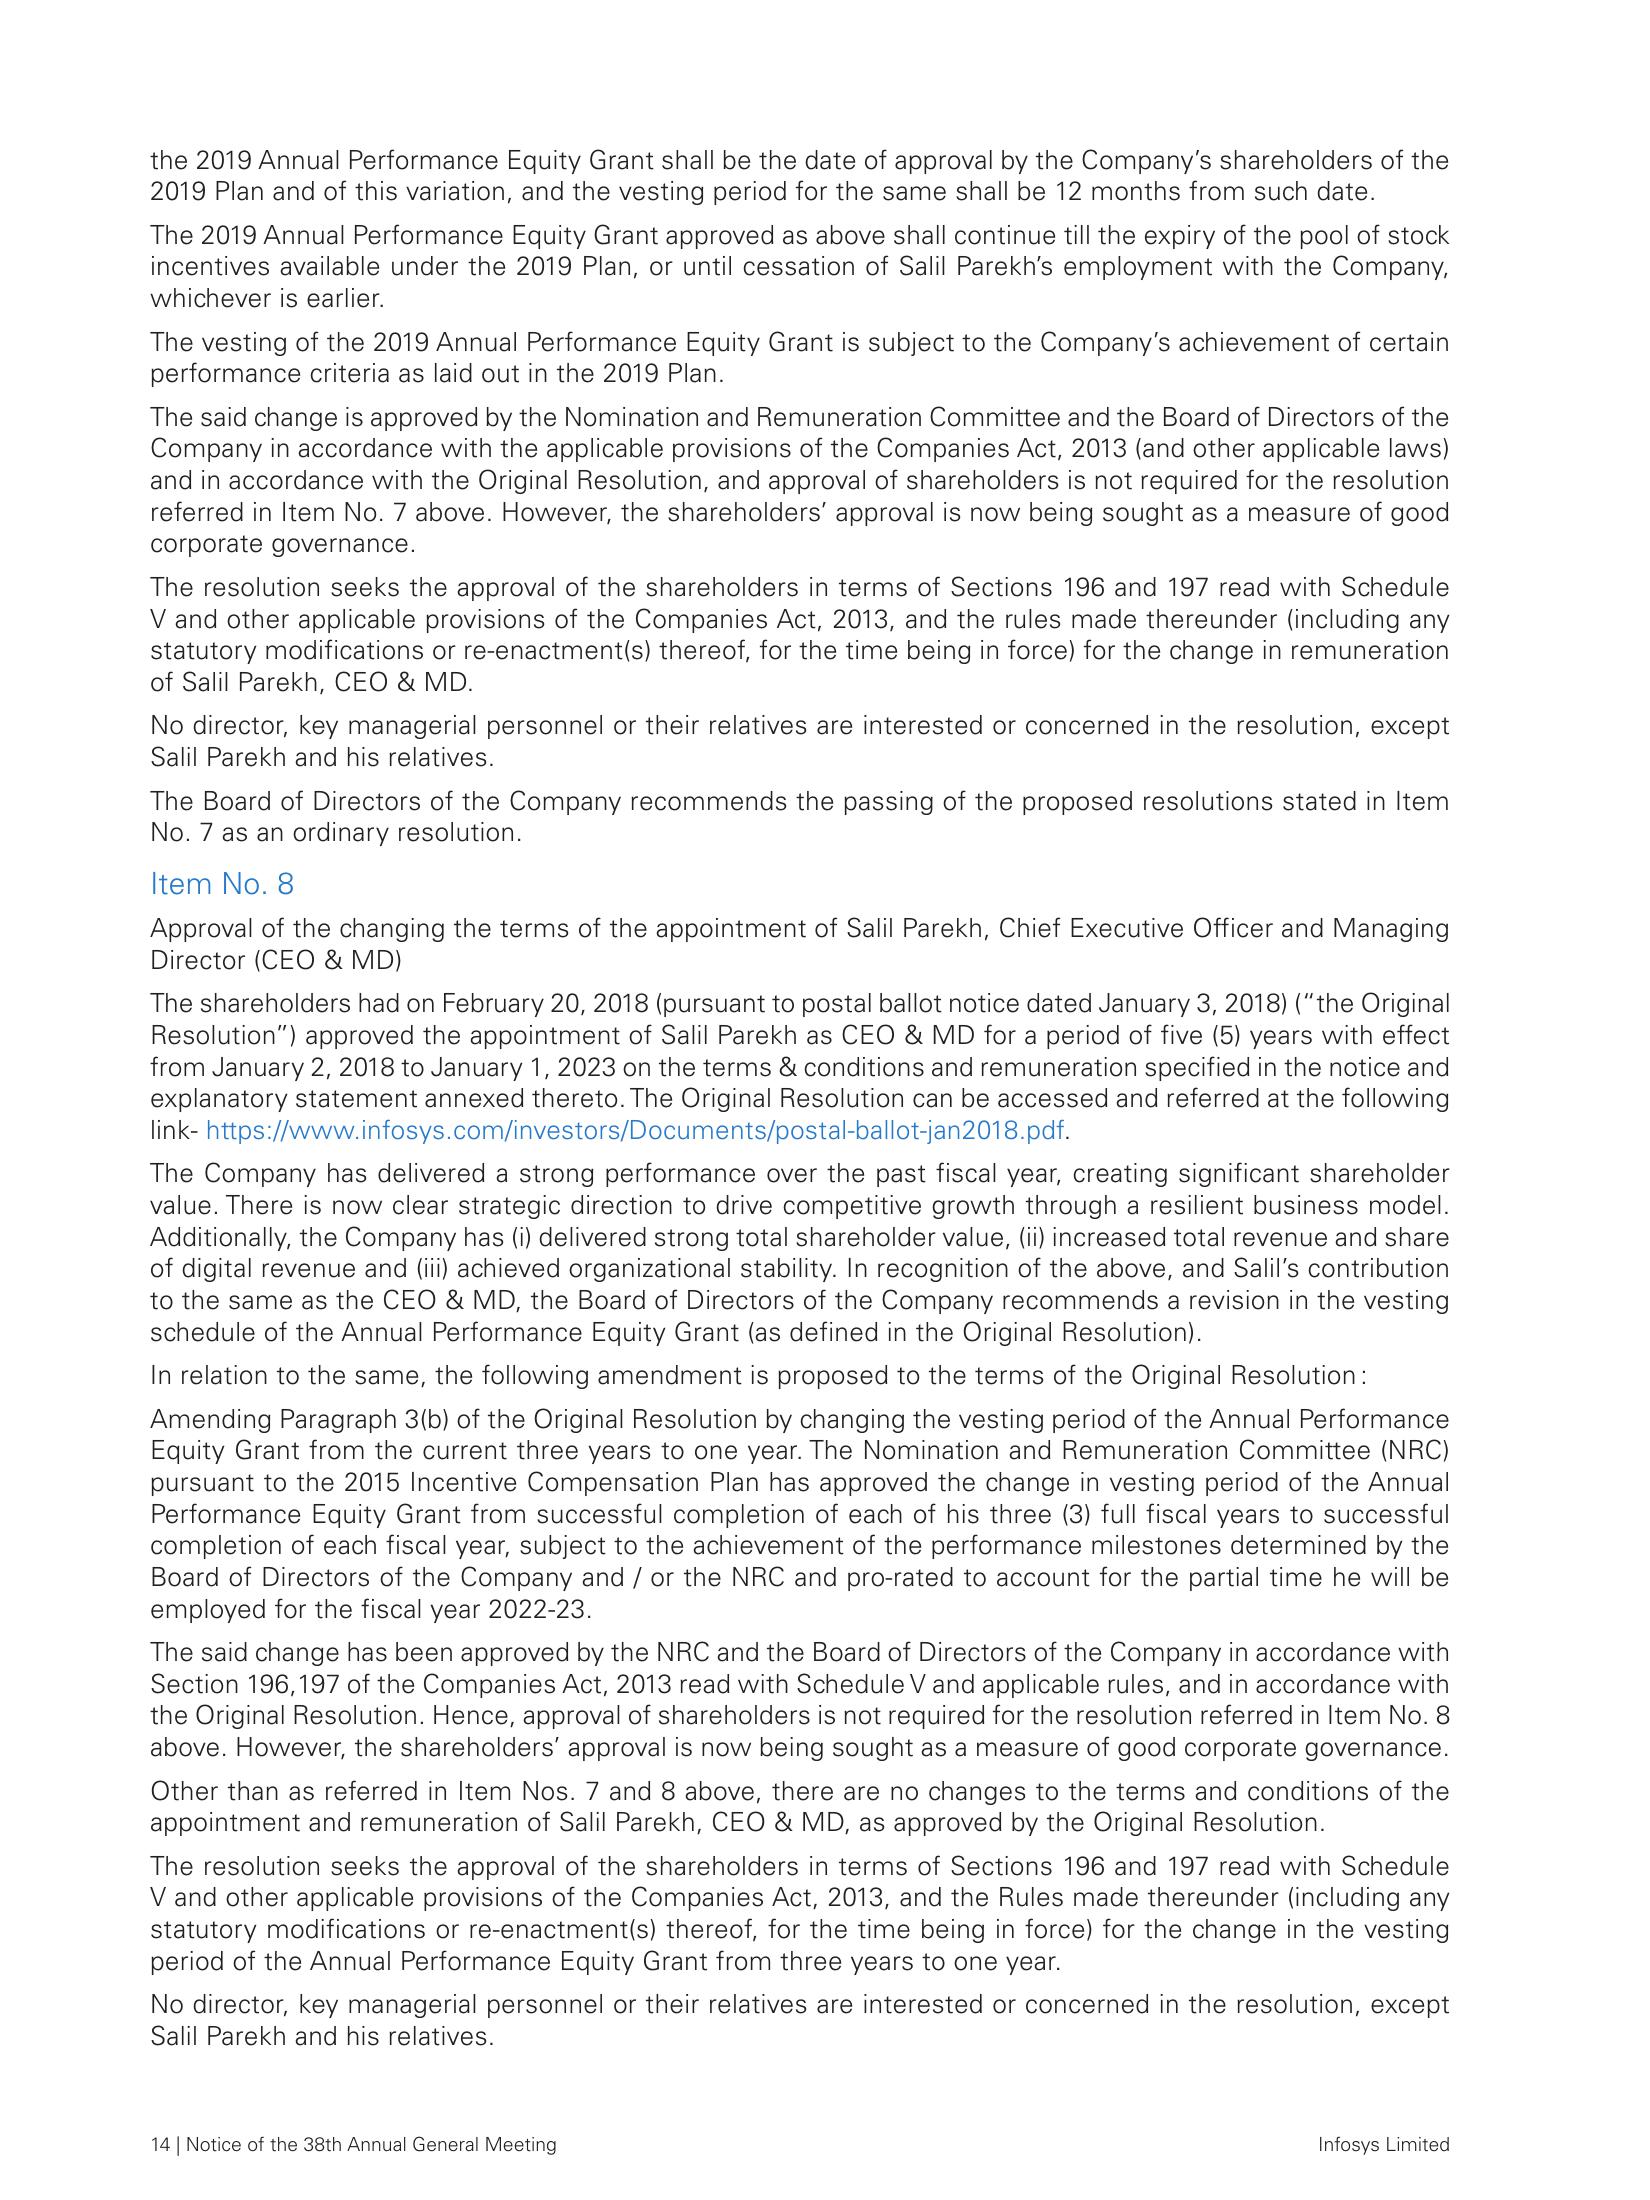 the 2019 Annual Performance Equity Grant shall be the date of approval by the Company’s shareholders of the
2019 Plan and of this variation, and the vesting period for the same shall be 12 months from such date.
The 2019 Annual Performance Equity Grant approved as above shall continue till the expiry of the pool of stock
incentives available under the 2019 Plan, or until cessation of Salil Parekh’s employment with the Company,
whichever is earlier.
The vesting of the 2019 Annual Performance Equity Grant is subject to the Company’s achievement of certain
performance criteria as laid out in the 2019 Plan.
The said change is approved by the Nomination and Remuneration Committee and the Board of Directors of the
Company in accordance with the applicable provisions of the Companies Act, 2013 (and other applicable laws)
and in accordance with the Original Resolution, and approval of shareholders is not required for the resolution
referred in Item No. 7 above. However, the shareholders’ approval is now being sought as a measure of good
corporate governance.
The resolution seeks the approval of the shareholders in terms of Sections 196 and 197 read with Schedule
V and other applicable provisions of the Companies Act, 2013, and the rules made thereunder (including any
statutory modifications or re-enactment(s) thereof, for the time being in force) for the change in remuneration
of Salil Parekh, CEO & MD.
No director, key managerial personnel or their relatives are interested or concerned in the resolution, except
Salil Parekh and his relatives.
The Board of Directors of the Company recommends the passing of the proposed resolutions stated in Item
No. 7 as an ordinary resolution.
Item No. 8
Approval of the changing the terms of the appointment of Salil Parekh, Chief Executive Officer and Managing
Director (CEO & MD)
The shareholders had on February 20, 2018 (pursuant to postal ballot notice dated January 3, 2018) (“the Original
Resolution”) approved the appointment of Salil Parekh as CEO & MD for a period of five (5) years with effect
from January 2, 2018 to January 1, 2023 on the terms & conditions and remuneration specified in the notice and
explanatory statement annexed thereto. The Original Resolution can be accessed and referred at the following
link- https://www.infosys.com/investors/Documents/postal-ballot-jan2018.pdf.
The Company has delivered a strong performance over the past fiscal year, creating significant shareholder
value. There is now clear strategic direction to drive competitive growth through a resilient business model.
Additionally, the Company has (i) delivered strong total shareholder value, (ii) increased total revenue and share
of digital revenue and (iii) achieved organizational stability. In recognition of the above, and Salil’s contribution
to the same as the CEO & MD, the Board of Directors of the Company recommends a revision in the vesting
schedule of the Annual Performance Equity Grant (as defined in the Original Resolution).
In relation to the same, the following amendment is proposed to the terms of the Original Resolution :
Amending Paragraph 3(b) of the Original Resolution by changing the vesting period of the Annual Performance
Equity Grant from the current three years to one year. The Nomination and Remuneration Committee (NRC)
pursuant to the 2015 Incentive Compensation Plan has approved the change in vesting period of the Annual
Performance Equity Grant from successful completion of each of his three (3) full fiscal years to successful
completion of each fiscal year, subject to the achievement of the performance milestones determined by the
Board of Directors of the Company and / or the NRC and pro-rated to account for the partial time he will be
employed for the fiscal year 2022-23.
The said change has been approved by the NRC and the Board of Directors of the Company in accordance with
Section 196,197 of the Companies Act, 2013 read with Schedule V and applicable rules, and in accordance with
the Original Resolution. Hence, approval of shareholders is not required for the resolution referred in Item No. 8
above. However, the shareholders’ approval is now being sought as a measure of good corporate governance.
Other than as referred in Item Nos. 7 and 8 above, there are no changes to the terms and conditions of the
appointment and remuneration of Salil Parekh, CEO & MD, as approved by the Original Resolution.
The resolution seeks the approval of the shareholders in terms of Sections 196 and 197 read with Schedule
V and other applicable provisions of the Companies Act, 2013, and the Rules made thereunder (including any
statutory modifications or re-enactment(s) thereof, for the time being in force) for the change in the vesting
period of the Annual Performance Equity Grant from three years to one year.
No director, key managerial personnel or their relatives are interested or concerned in the resolution, except
Salil Parekh and his relatives.
14 | Notice of the 38th Annual General Meeting
Infosys Limited